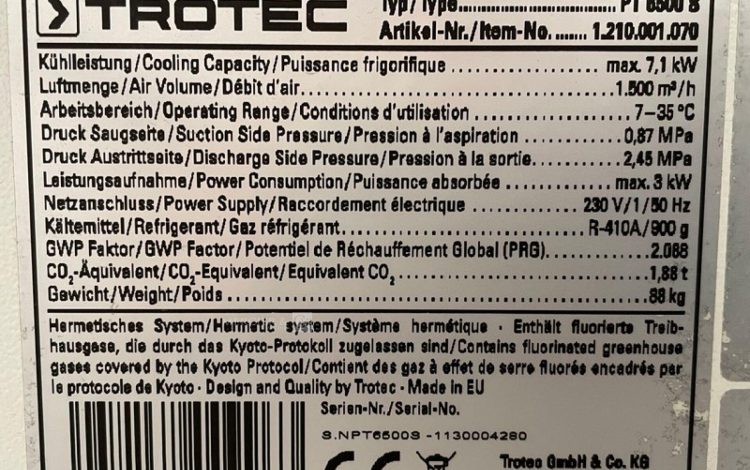 TROTEC
Typ/Type.................... PT 6500 S
Artikel-Nr./Item-No. ...... 1.210.001.070
Kühlleistung/Cooling Capacity/Puissance frigorifique .................... max. 7,1 kW
Luftmenge/Air Volume/Débit d'air.................... 1.500 m³/h
Arbeitsbereich/Operating Range/Conditions d'utilisation .................... 7–35 °C
Druck Saugseite/Suction Side Pressure/Pression à l'aspiration .................... 0,87 MPa
Druck Austrittseite/Discharge Side Pressure/Pression à la sortie.................... 2,45 MPa
Leistungsaufnahme/Power Consumption/Puissance absorbée .................... max. 3 kW
Netzanschluss/Power Supply/Raccordement électrique .................... 230 V/1/50 Hz
Kältemittel/Refrigerant/Gaz réfrigérant.................... R-410A/900 g
GWP Faktor/GWP Factor/Potentiel de Réchauffement Global (PRG).................... 2.088
CO₂-Äquivalent/CO₂-Equivalent/Equivalent CO₂ .................... 1,88 t
Gewicht/Weight/Poids .................... 88 kg
Hermetisches System/Hermetic system/Système hermétique · Enthält fluorierte Treib-
hausgase, die durch das Kyoto-Protokoll zugelassen sind/Contains fluorinated greenhouse
gases covered by the Kyoto Protocol/Contient des gaz à effet de serre fluorés encadrés par
le protocole de Kyoto · Design and Quality by Trotec · Made in EU
Serien-Nr./Serial-No.
S.NPT6500S -1130004280
CE
Trotec GmbH & Co. KG